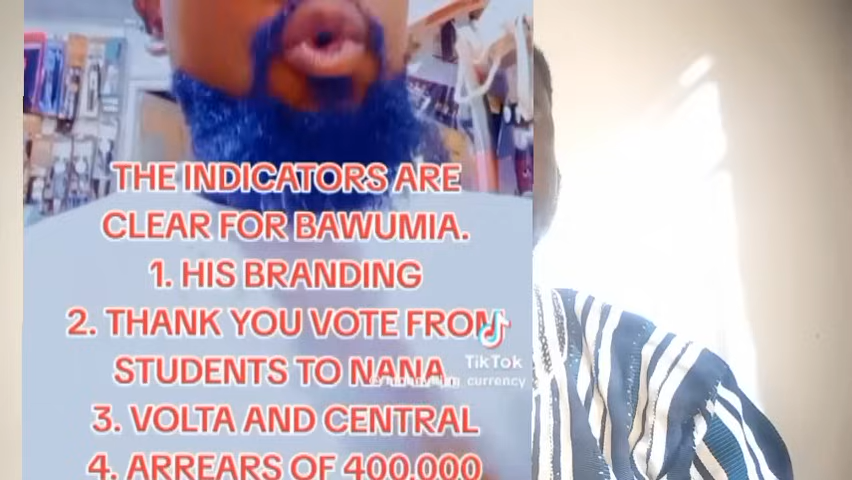 THE INDICATORS ARE
CLEAR FOR BAWUMIA.
1. HIS BRANDING
2. THANK YOU VOTE FROM
STUDENTS TO NANA
TikTok
currency
3. VOLTA AND CENTRAL
4. ARREARS OF 400,000